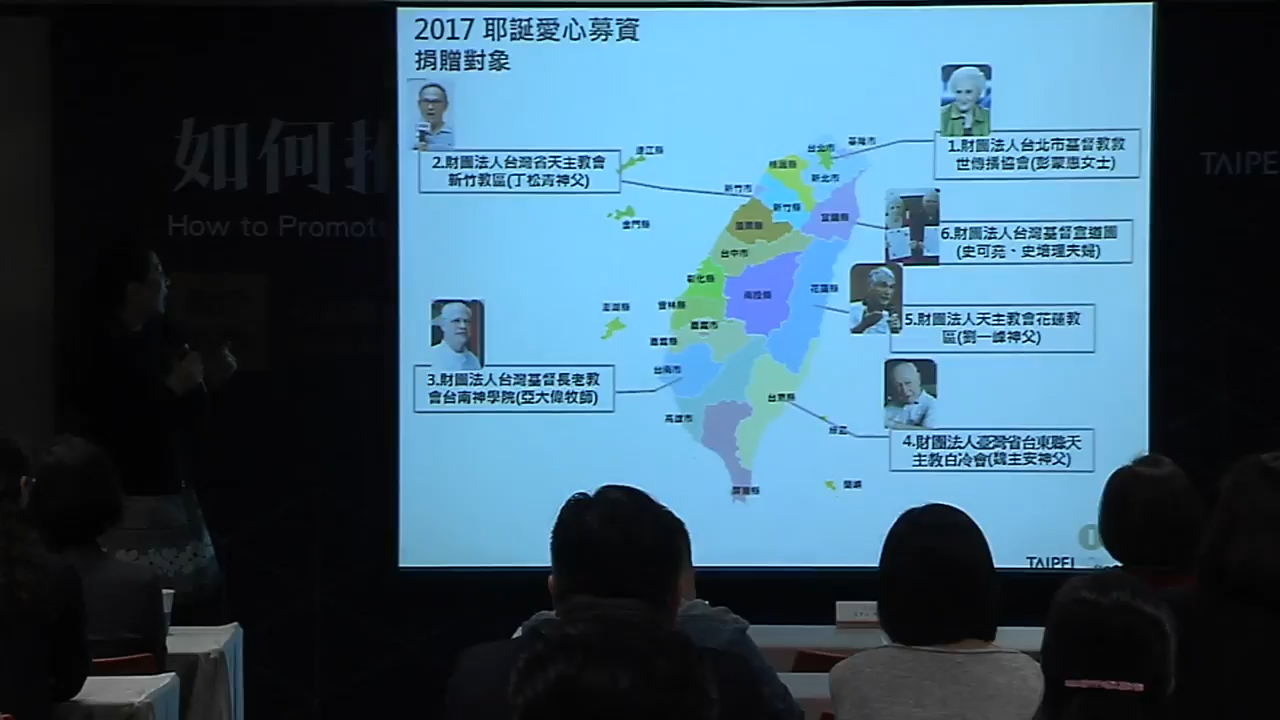 2017 耶誕愛心募資
捐贈對象
如何推
How to Promot
TAIPE
2.財團法人台灣省天主教會
新竹教區(丁松青神父)
1.財團法人台北市基督教救
世傳播協會(彭蒙惠女士)
6.財團法人台灣基督宣道團
(史可堯、史培理夫婦)
5.財團法人天主教會花蓮教
區(劉一峰神父)
3.財團法人台灣基督長老教
會台南神學院(亞大偉牧師)
4.財團法人臺灣省台東縣天
主教白冷會(魏主安神父)
連江縣
金門縣
澎湖縣
基隆市
台北市
新北市
桃園縣
新竹市
新竹縣
宜蘭縣
苗栗縣
台中市
彰化縣
南投縣
花蓮縣
雲林縣
嘉義市
嘉義縣
台南市
高雄市
台東縣
屏東縣
綠島
蘭嶼
TAIPEI